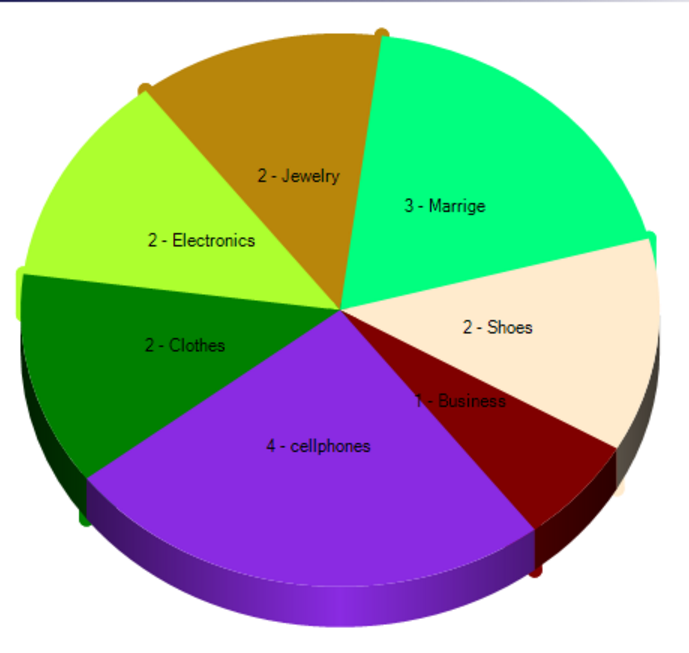 2 - Jewelry
3 - Marrige
2 - Electronics
2 - Shoes
2 - Clothes
1 - Business
4 - cellphones